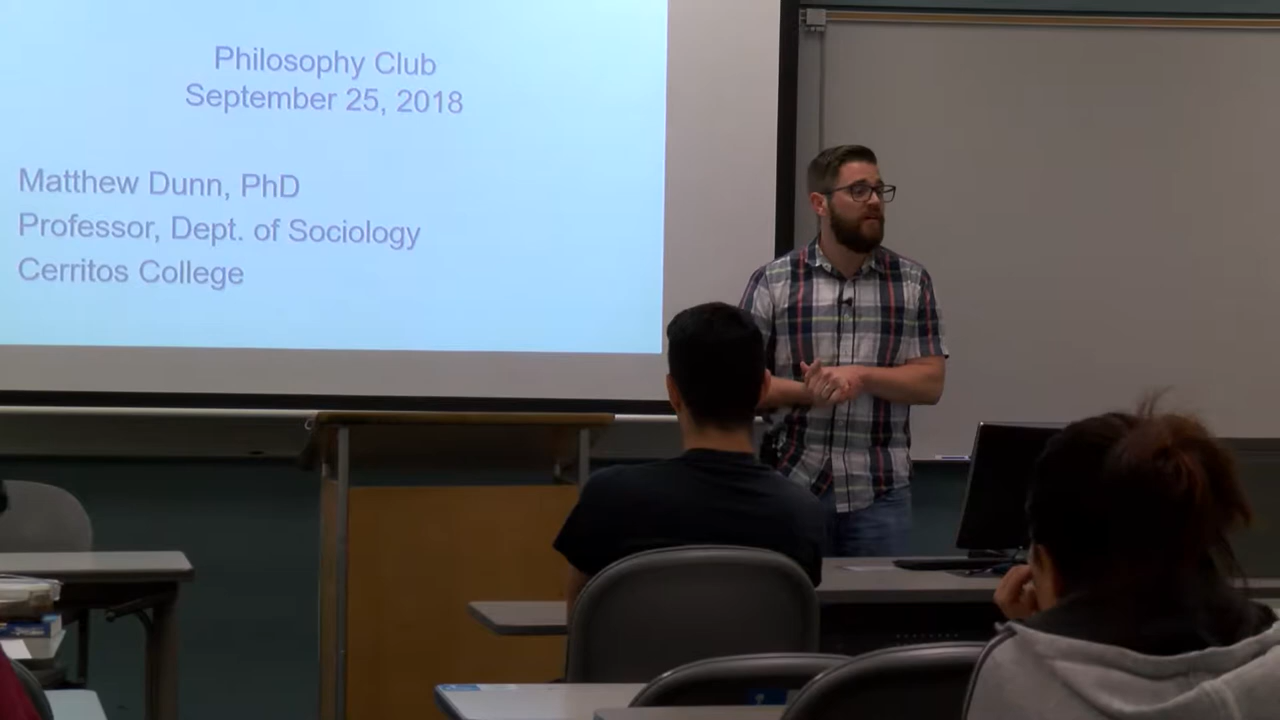 Philosophy Club
September 25, 2018
Matthew Dunn, PhD
Professor, Dept. of Sociology
Cerritos College